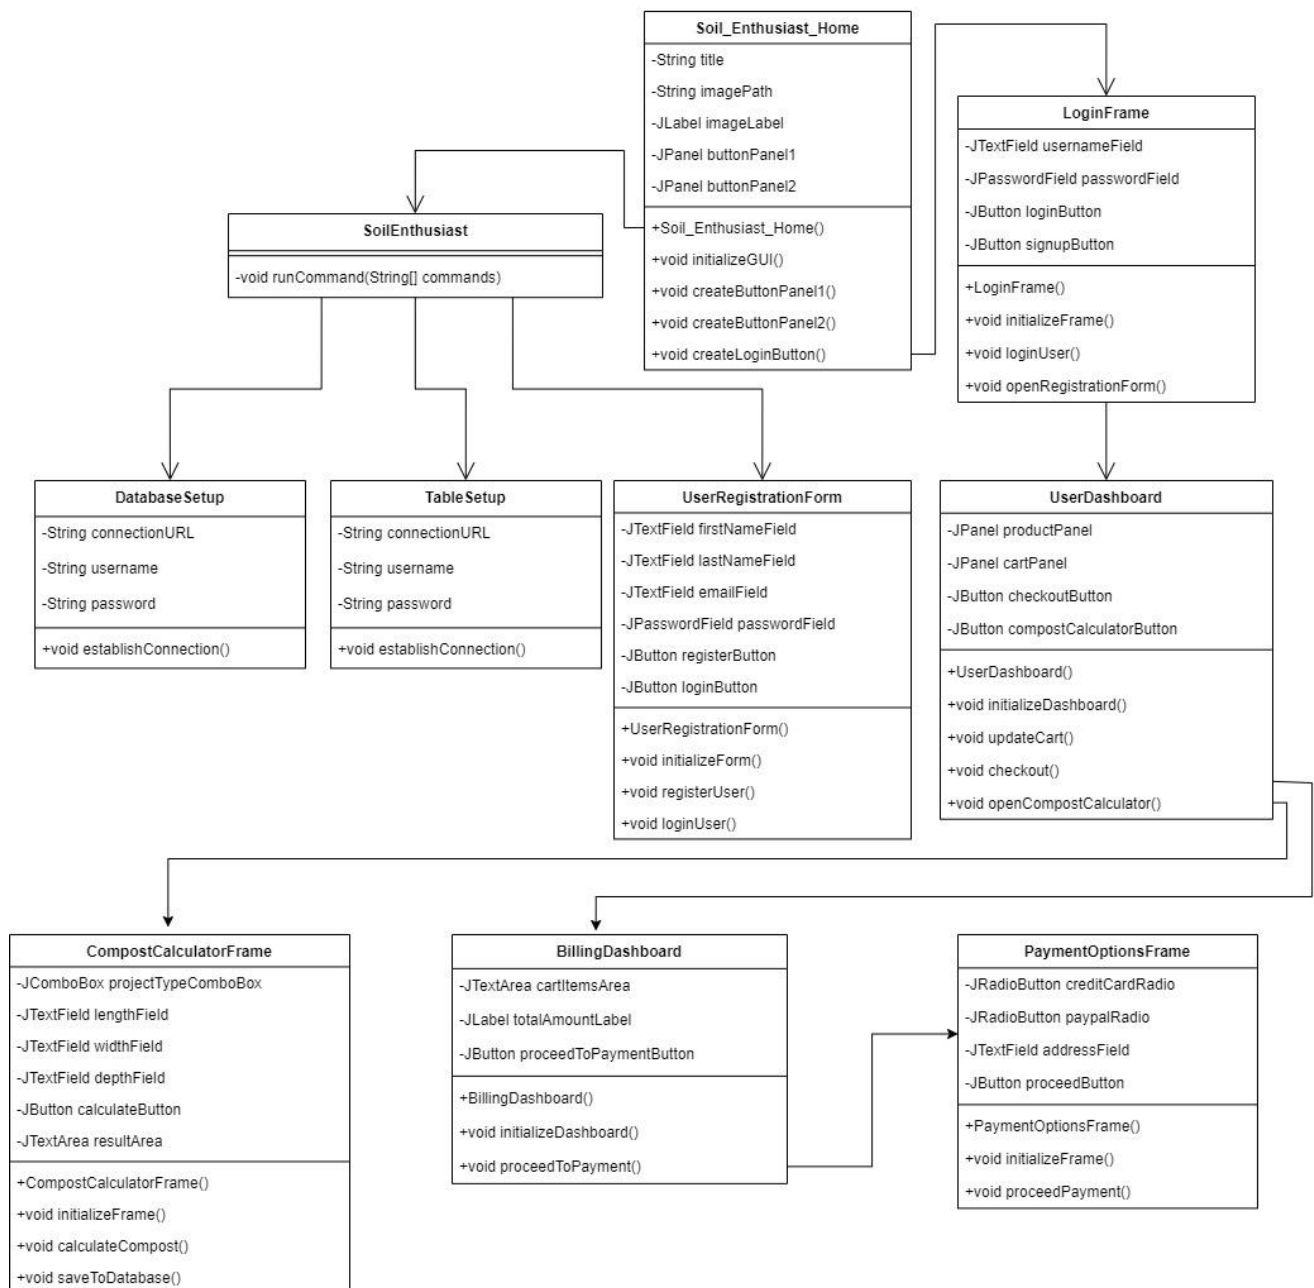 Soil_Enthusiast_Home
-String title
-String imagePath
-JLabel imageLabel
-JPanel buttonPanel1
-JPanel buttonPanel2
+Soil_Enthusiast_Home()
+void initializeGUI()
+void createButtonPanel1()
+void createButtonPanel2()
+void createLoginButton()
LoginFrame
-JTextField usernameField
-JPasswordField passwordField
-JButton loginButton
-JButton signupButton
+LoginFrame()
+void initializeFrame()
+void loginUser()
+void openRegistrationForm()
SoilEnthusiast
-void runCommand(String[] commands)
DatabaseSetup
-String connectionURL
-String username
-String password
+void establishConnection()
TableSetup
-String connectionURL
-String username
-String password
+void establishConnection()
UserRegistrationForm
-JTextField firstNameField
-JTextField lastNameField
-JTextField emailField
-JPasswordField passwordField
-JButton registerButton
-JButton loginButton
+UserRegistrationForm()
+void initializeForm()
+void registerUser()
+void loginUser()
UserDashboard
-JPanel productPanel
-JPanel cartPanel
-JButton checkoutButton
-JButton compostCalculatorButton
+UserDashboard()
+void initializeDashboard()
+void updateCart()
+void checkout()
+void openCompostCalculator()
CompostCalculatorFrame
-JComboBox projectTypeComboBox
-JTextField lengthField
-JTextField widthField
-JTextField depthField
-JButton calculateButton
-JTextArea resultArea
+CompostCalculatorFrame()
+void initializeFrame()
+void calculateCompost()
+void saveToDatabase()
BillingDashboard
-JTextArea cartItemsArea
-JLabel totalAmountLabel
-JButton proceedToPaymentButton
+BillingDashboard()
+void initializeDashboard()
+void proceedToPayment()
PaymentOptionsFrame
-JRadioButton creditCardRadio
-JRadioButton paypalRadio
-JTextField addressField
-JButton proceedButton
+PaymentOptionsFrame()
+void initializeFrame()
+void proceedPayment()